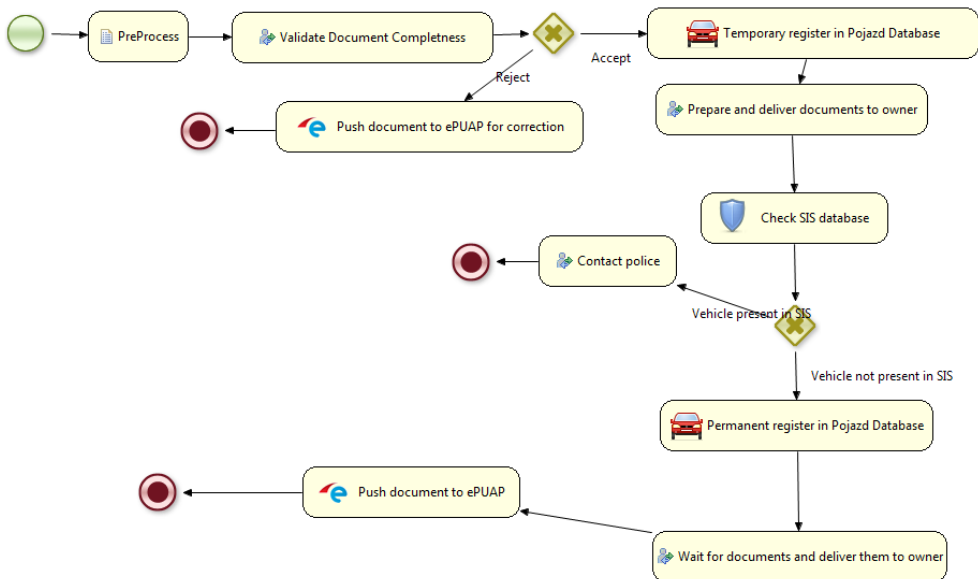 PreProcess
Validate Document Completness
Temporary register in Pojazd Database
Accept
Reject
Push document to ePUAP for correction
Prepare and deliver documents to owner
Check SIS database
Contact police
Vehicle present in SIS
Vehicle not present in SIS
Permanent register in Pojazd Database
Push document to ePUAP
Wait for documents and deliver them to owner